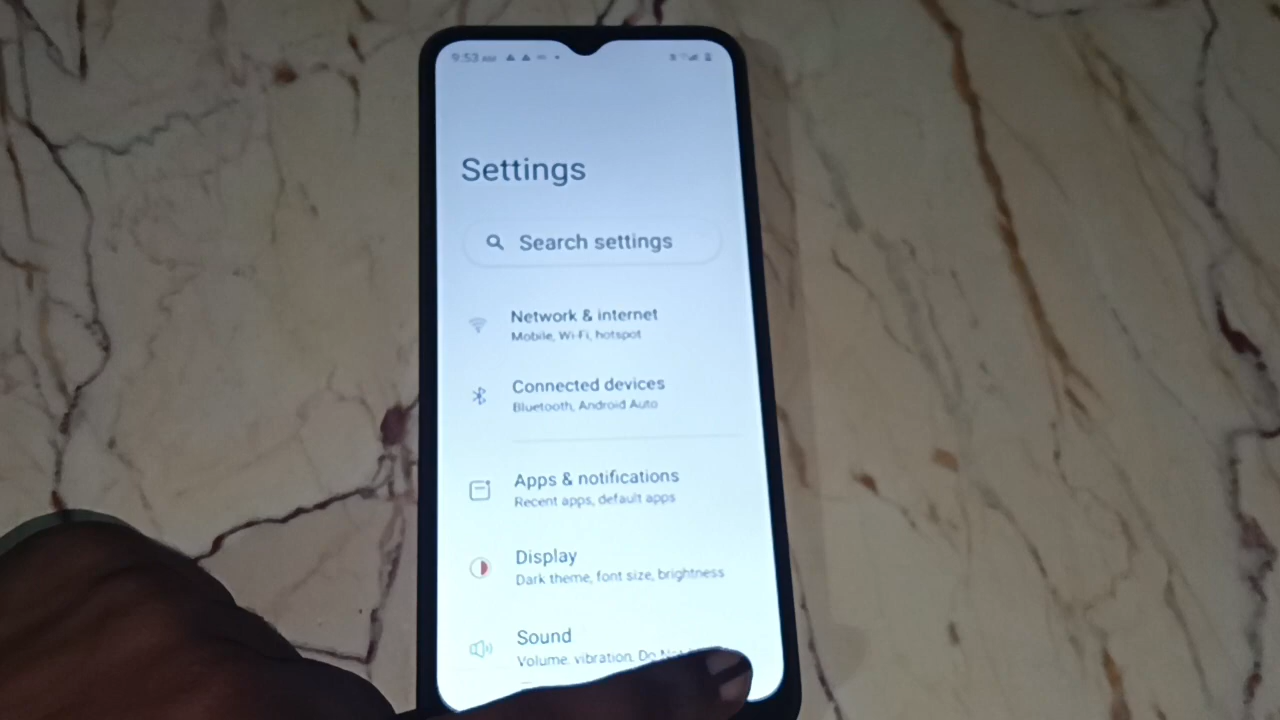 9:53 AM
Settings
Search settings
Network & internet
Mobile, Wi-Fi, hotspot
Connected devices
Bluetooth, Android Auto
Apps & notifications
Recent apps, default apps
Display
Dark theme, font size, brightness
Sound
Volume, vibration, Do